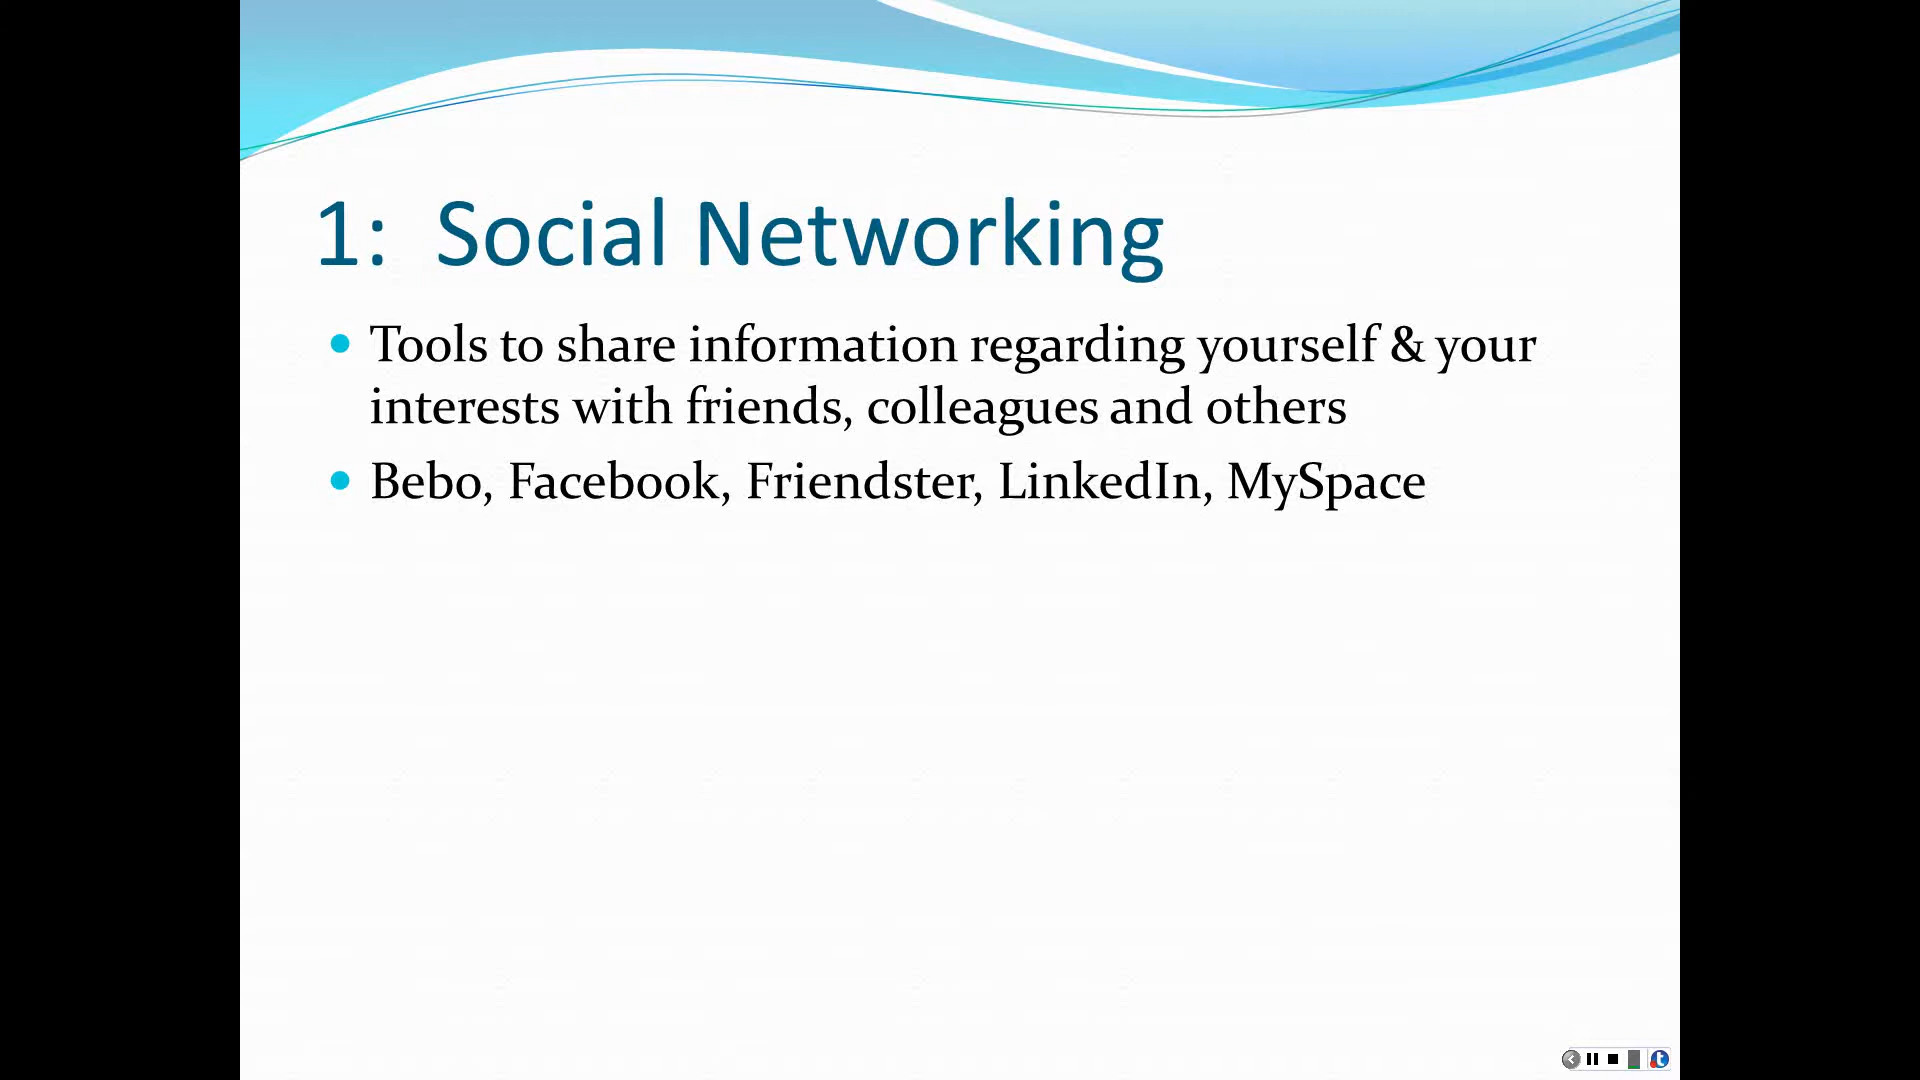 1: Social Networking
Tools to share information regarding yourself & your
interests with friends, colleagues and others
Bebo, Facebook, Friendster, LinkedIn, MySpace